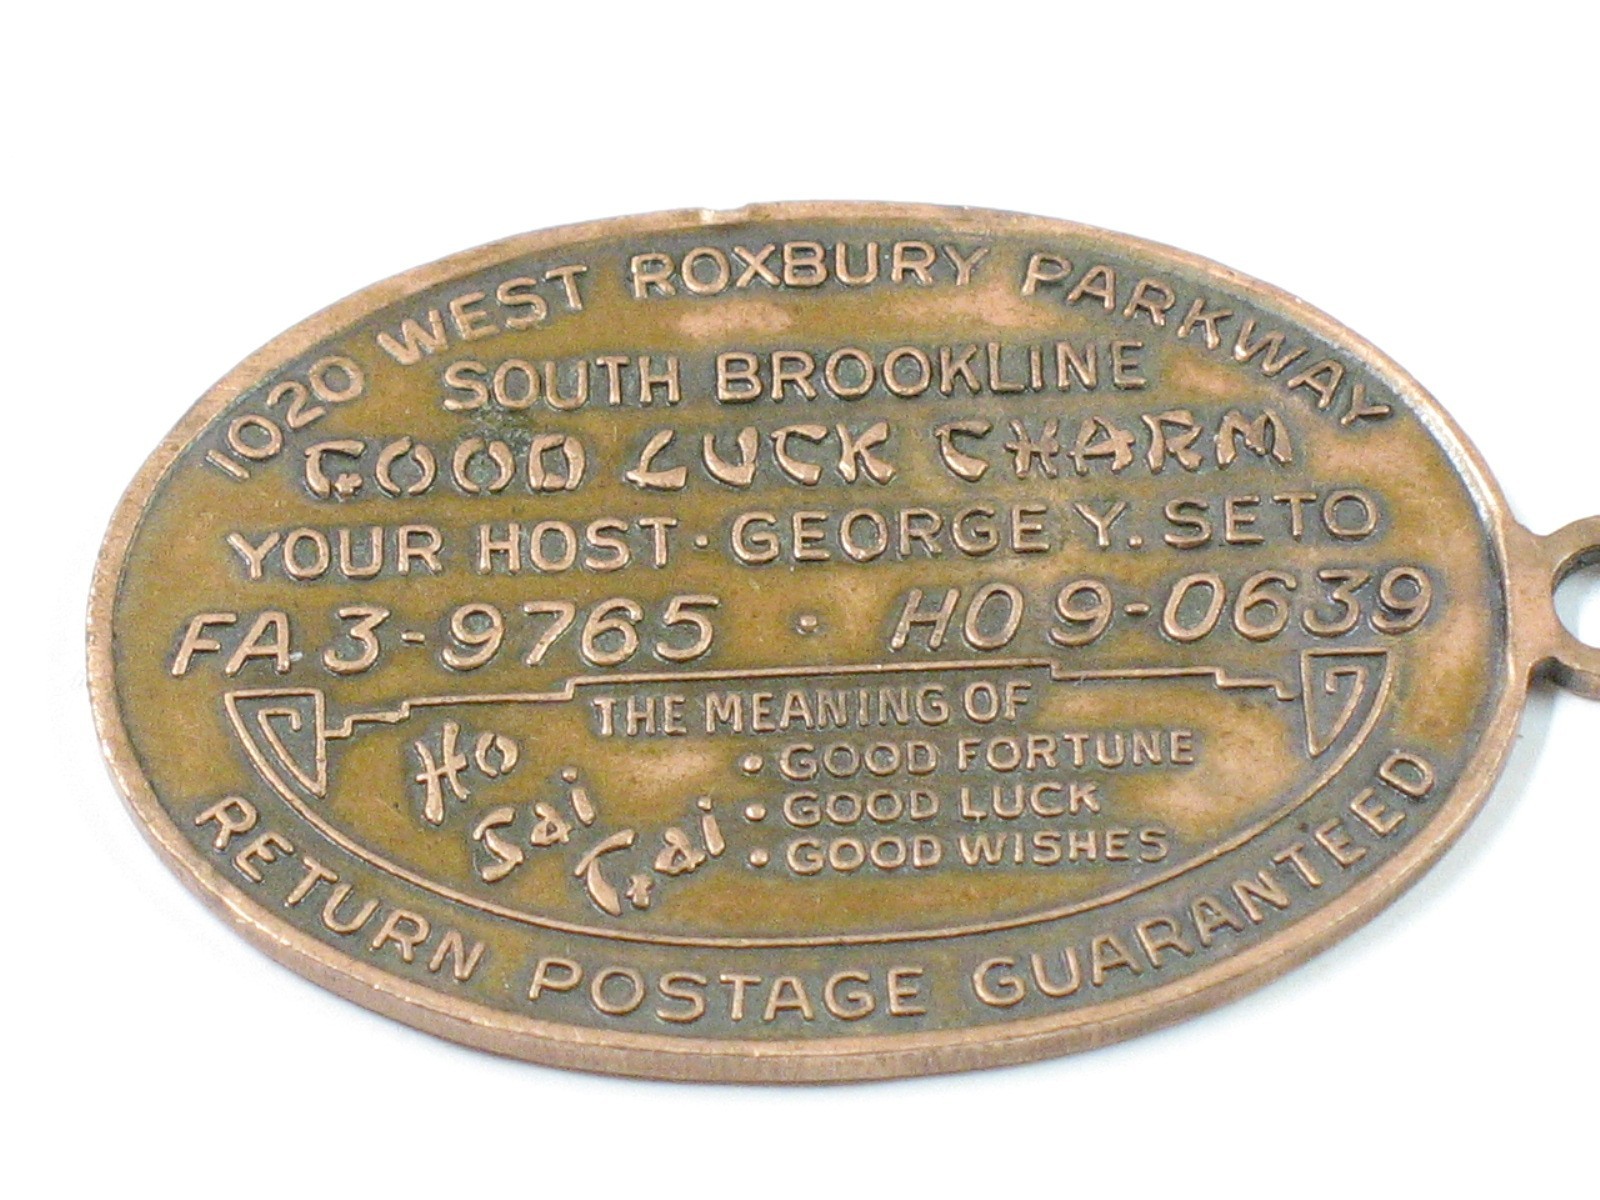 1020 WEST ROXBURY PARKWAY
SOUTH BROOKLINE
GOOD LUCK CHARM
YOUR HOST · GEORGE Y. SETO
FA 3-9765 · HO 9-0639
THE MEANING OF
Ho
Sai
Gai
• GOOD FORTUNE
• GOOD LUCK
• GOOD WISHES
RETURN POSTAGE GUARANTEED